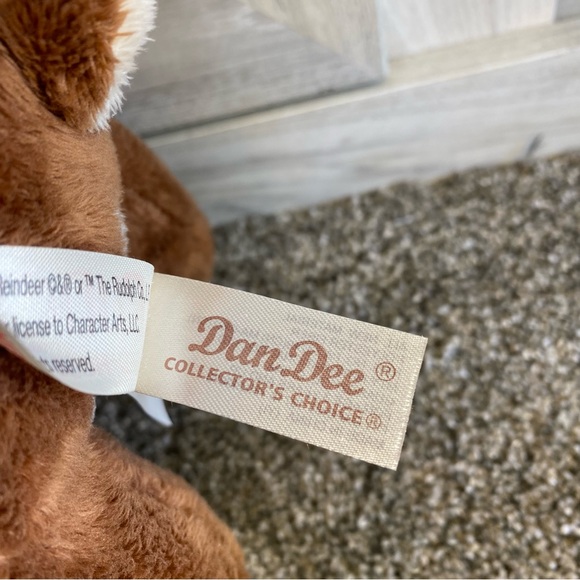 Reindeer ©&® or ™ The Rudolph Co., L.
license to Character Arts, LLC.
reserved.
Dan Dee®
COLLECTOR'S CHOICE®